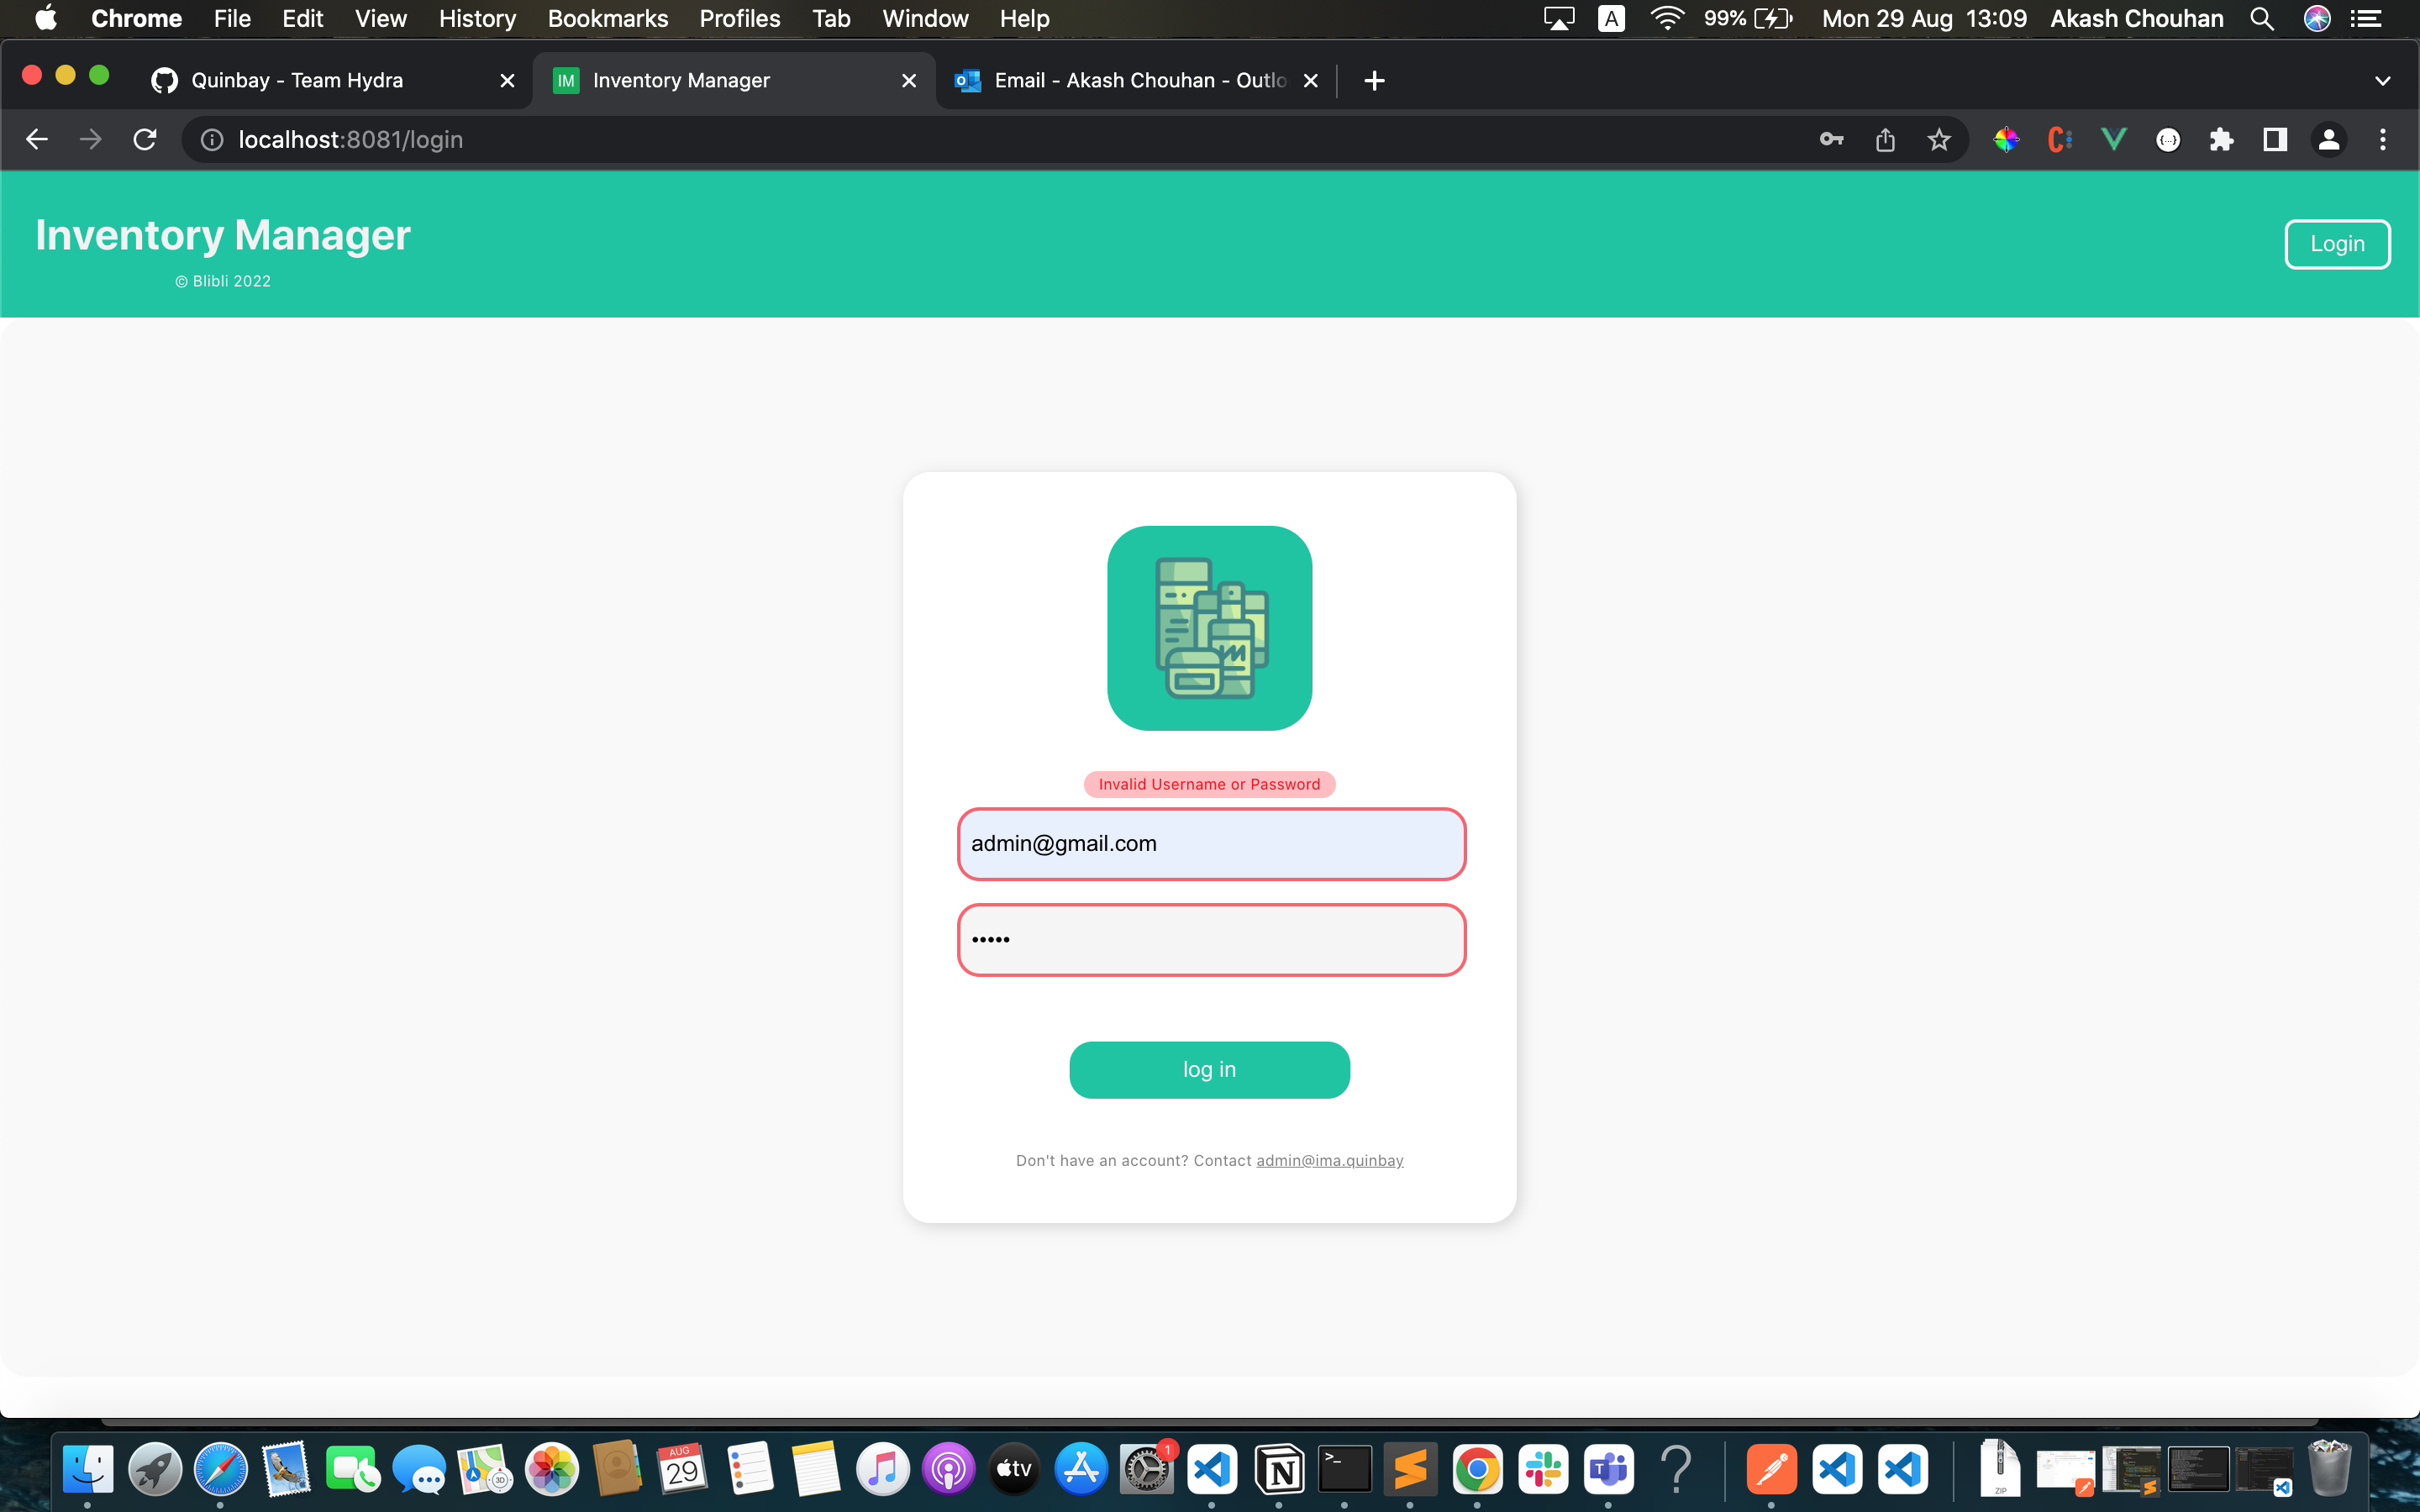 Chrome File Edit View History Bookmarks Profiles Tab Window Help A 99% Mon 29 Aug 13:09 Akash Chouhan
Quinbay - Team Hydra IM Inventory Manager Email - Akash Chouhan - Outlo
localhost:8081/login
Inventory Manager
© Blibli 2022
Login
Invalid Username or Password
admin@gmail.com
•••••
log in
Don't have an account? Contact admin@ima.quinbay
AUG
29
3D
tv
1
ZIP